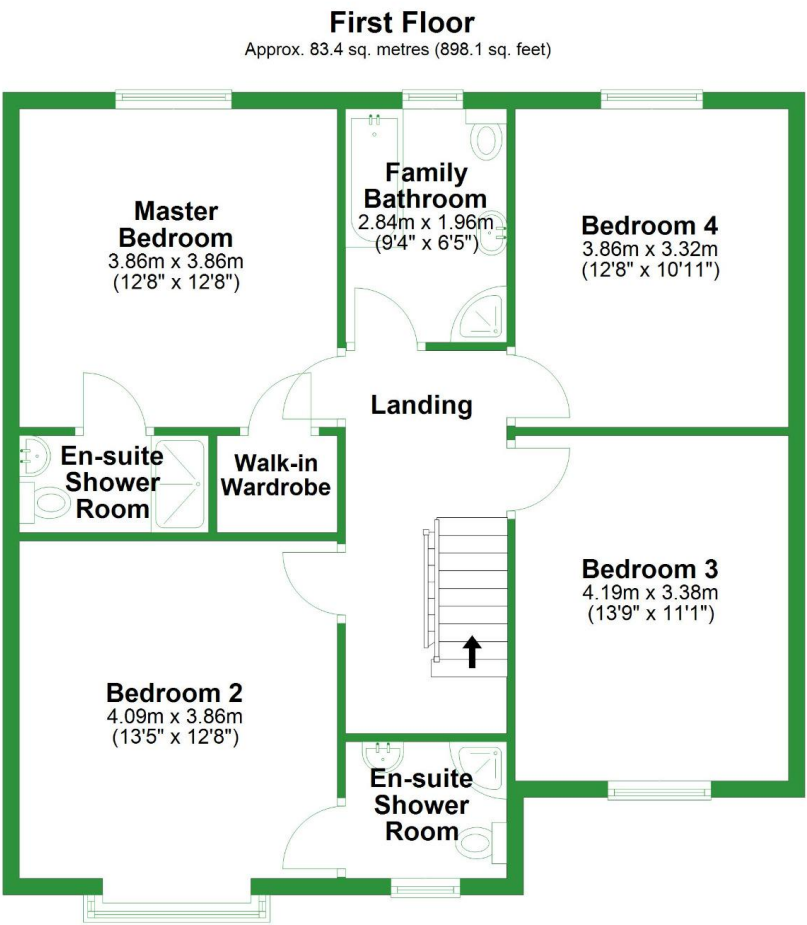 First Floor
Approx. 83.4 sq. metres (898.1 sq. feet)
Master
Bedroom
3.86m x 3.86m
(12'8" x 12'8")
Family
Bathroom
2.84m x 1.96m
(9'4" x 6'5")
Bedroom 4
3.86m x 3.32m
(12'8" x 10'11")
Landing
En-suite
Shower
Room
Walk-in
Wardrobe
Bedroom 3
4.19m x 3.38m
(13'9" x 11'1")
Bedroom 2
4.09m x 3.86m
(13'5" x 12'8")
En-suite
Shower
Room